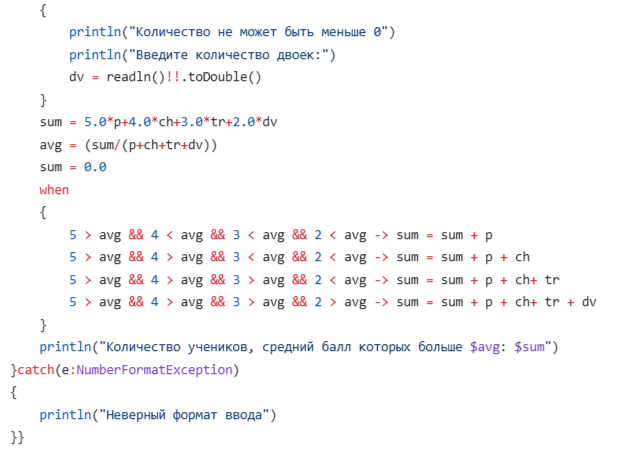 {
println("Количество не может быть меньше 0")
println("Введите количество двоек:")
dv = readln()!!.toDouble()
}
sum = 5.0*p+4.0*ch+3.0*tr+2.0*dv
avg = (sum/(p+ch+tr+dv))
sum = 0.0
when
{
5 > avg && 4 < avg && 3 < avg && 2 < avg -> sum = sum + p
5 > avg && 4 > avg && 3 < avg && 2 < avg -> sum = sum + p + ch
5 > avg && 4 > avg && 3 > avg && 2 < avg -> sum = sum + p + ch+ tr
5 > avg && 4 > avg && 3 > avg && 2 > avg -> sum = sum + p + ch+ tr + dv
}
println("Количество учеников, средний балл которых больше $avg: $sum")
}catch(e:NumberFormatException)
{
println("Неверный формат ввода")
}}